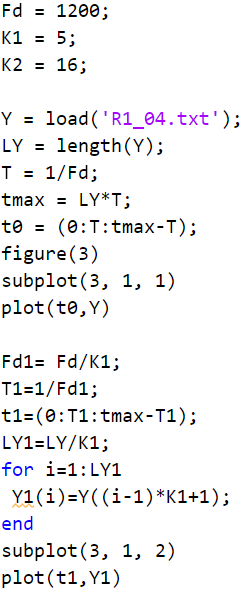 Fd = 1200;
K1 = 5;
K2 = 16;
Y = load('R1_04.txt');
LY = length(Y);
T = 1/Fd;
tmax = LY*T;
t0 = (0:T:tmax-T);
figure(3)
subplot(3, 1, 1)
plot(t0,Y)
Fd1= Fd/K1;
T1=1/Fd1;
t1=(0:T1:tmax-T1);
LY1=LY/K1;
for i=1:LY1
Y1(i)=Y((i-1)*K1+1);
end
subplot(3, 1, 2)
plot(t1,Y1)